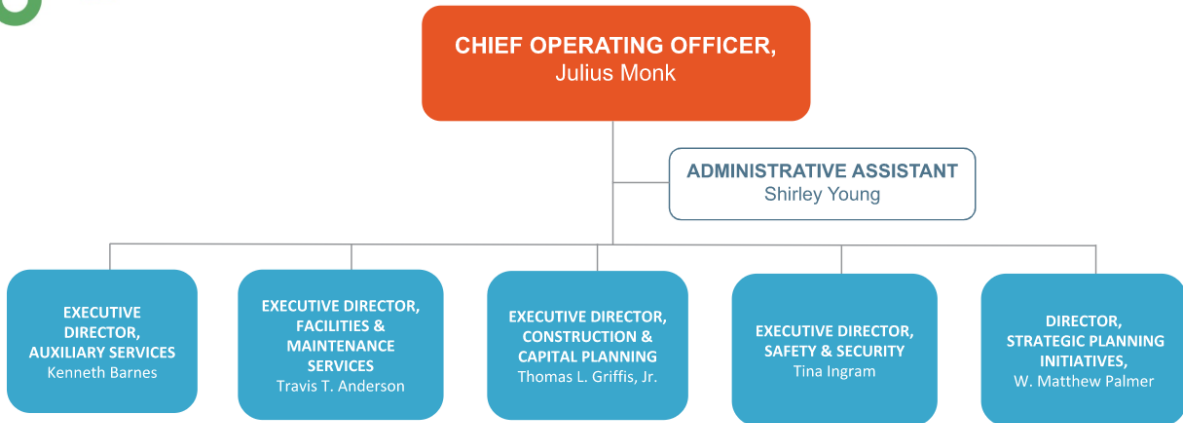 CHIEF OPERATING OFFICER,
Julius Monk
ADMINISTRATIVE ASSISTANT
Shirley Young
EXECUTIVE
DIRECTOR,
AUXILIARY SERVICES
Kenneth Barnes
EXECUTIVE DIRECTOR,
FACILITIES &
MAINTENANCE
SERVICES
Travis T. Anderson
EXECUTIVE DIRECTOR,
CONSTRUCTION &
CAPITAL PLANNING
Thomas L. Griffis, Jr.
EXECUTIVE DIRECTOR,
SAFETY & SECURITY
Tina Ingram
DIRECTOR,
STRATEGIC PLANNING
INITIATIVES,
W. Matthew Palmer